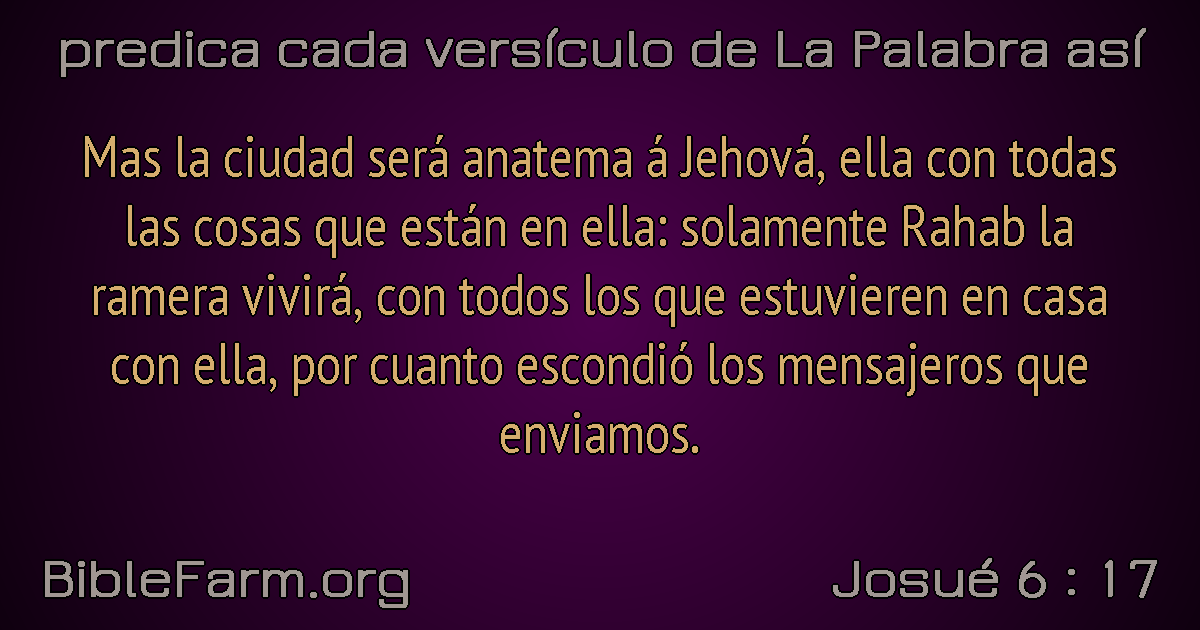 predica cada versículo de La Palabra así
Mas la ciudad será anatema á Jehová, ella con todas
las cosas que están en ella: solamente Rahab la
ramera vivirá, con todos los que estuvieren en casa
con ella, por cuanto escondió los mensajeros que
enviamos.
BibleFarm.org
Josué 6 : 17